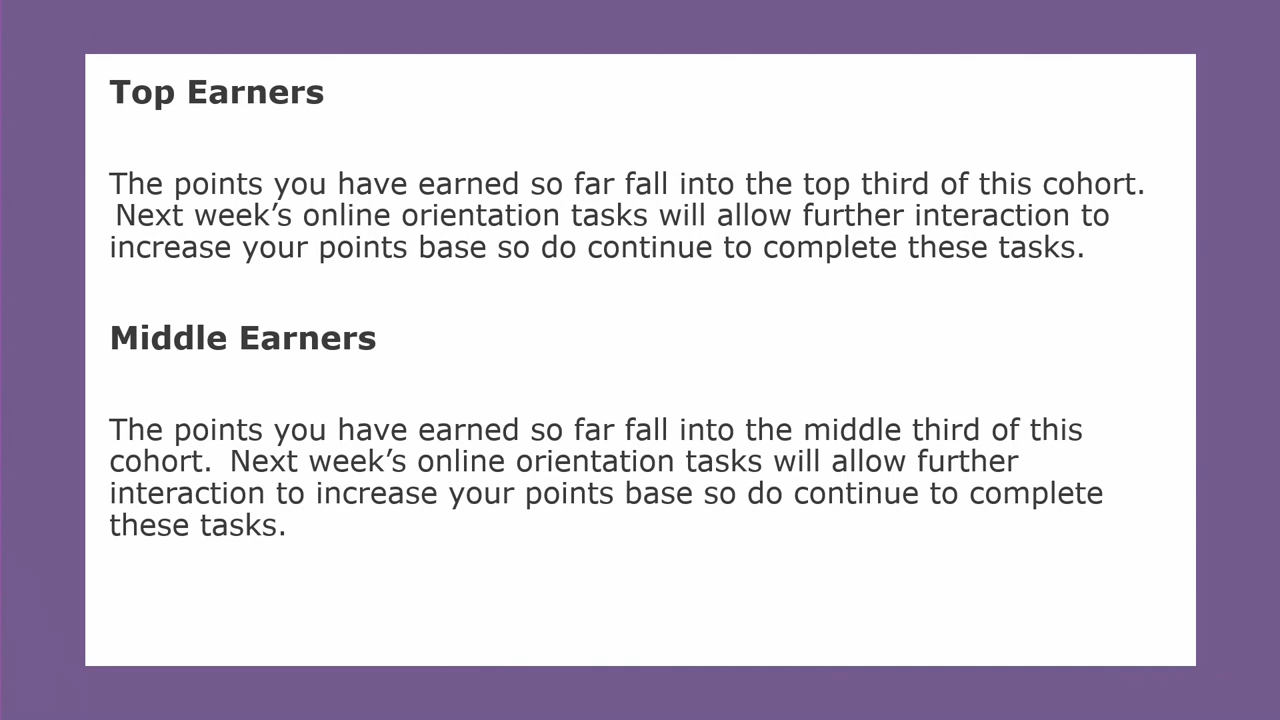 Top Earners
The points you have earned so far fall into the top third of this cohort.
Next week’s online orientation tasks will allow further interaction to
increase your points base so do continue to complete these tasks.
Middle Earners
The points you have earned so far fall into the middle third of this
cohort.  Next week’s online orientation tasks will allow further
interaction to increase your points base so do continue to complete
these tasks.